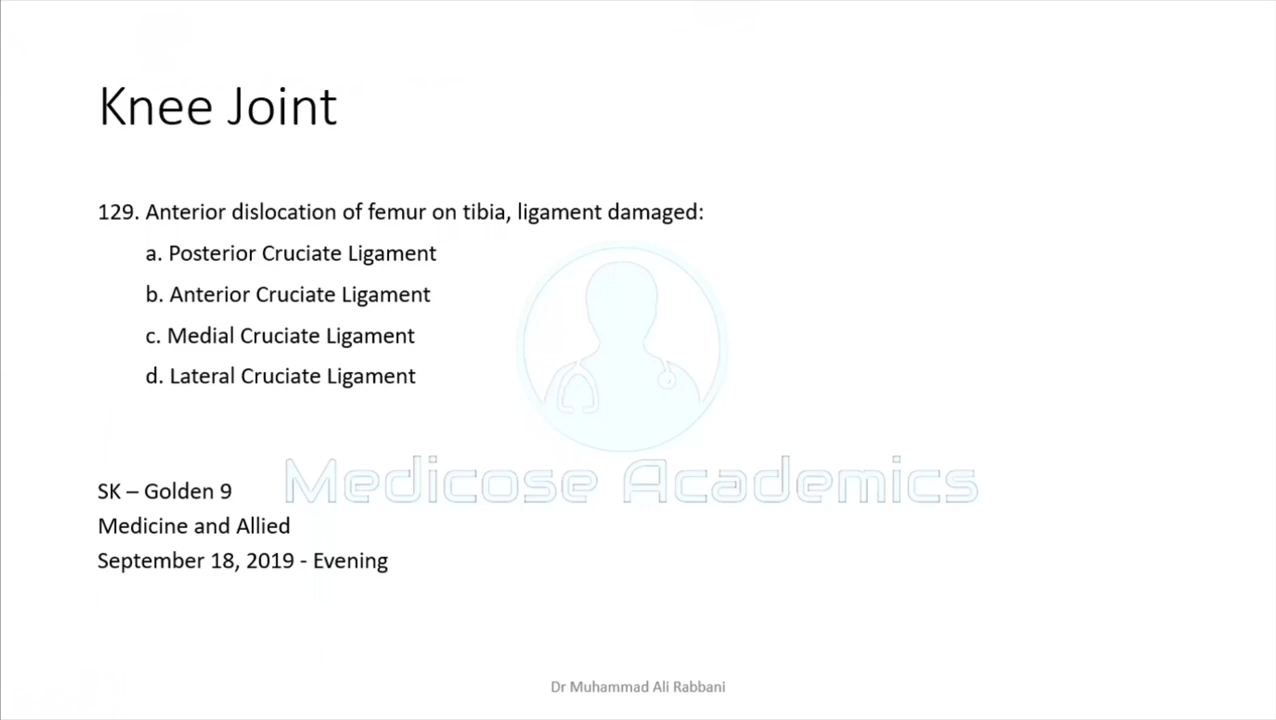 Knee Joint
129. Anterior dislocation of femur on tibia, ligament damaged:
a. Posterior Cruciate Ligament
b. Anterior Cruciate Ligament
c. Medial Cruciate Ligament
d. Lateral Cruciate Ligament
SK – Golden 9
Medicose Academics
Medicine and Allied
September 18, 2019 - Evening
Dr Muhammad Ali Rabbani